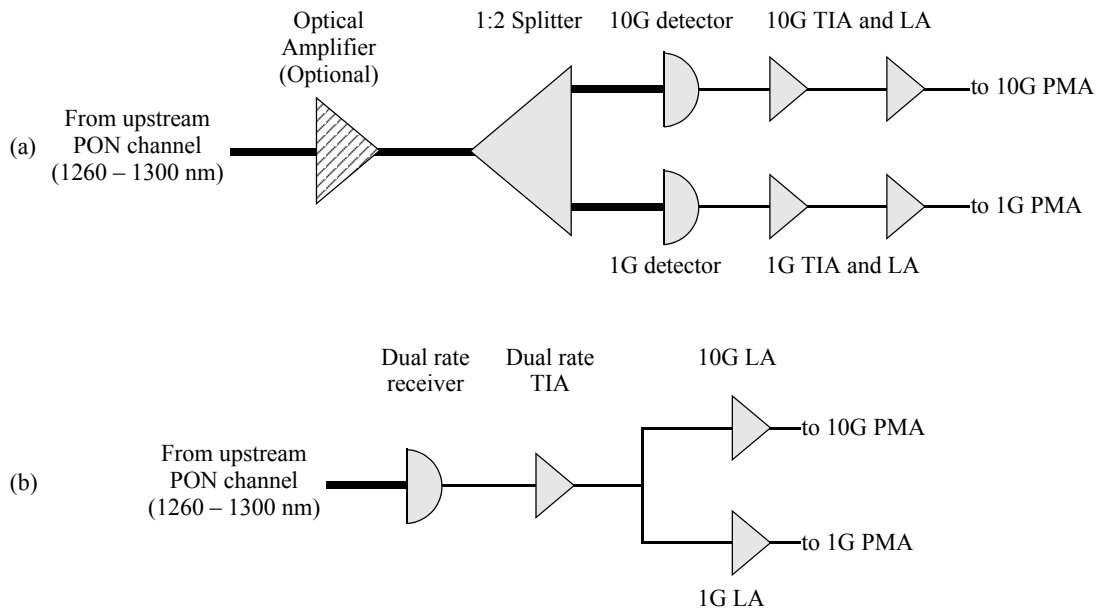 Optical
Amplifier
(Optional)
1:2 Splitter
10G detector
10G TIA and LA
to 10G PMA
(a)
From upstream
PON channel
(1260 – 1300 nm)
to 1G PMA
1G detector
1G TIA and LA
Dual rate
receiver
Dual rate
TIA
10G LA
to 10G PMA
(b)
From upstream
PON channel
(1260 – 1300 nm)
to 1G PMA
1G LA